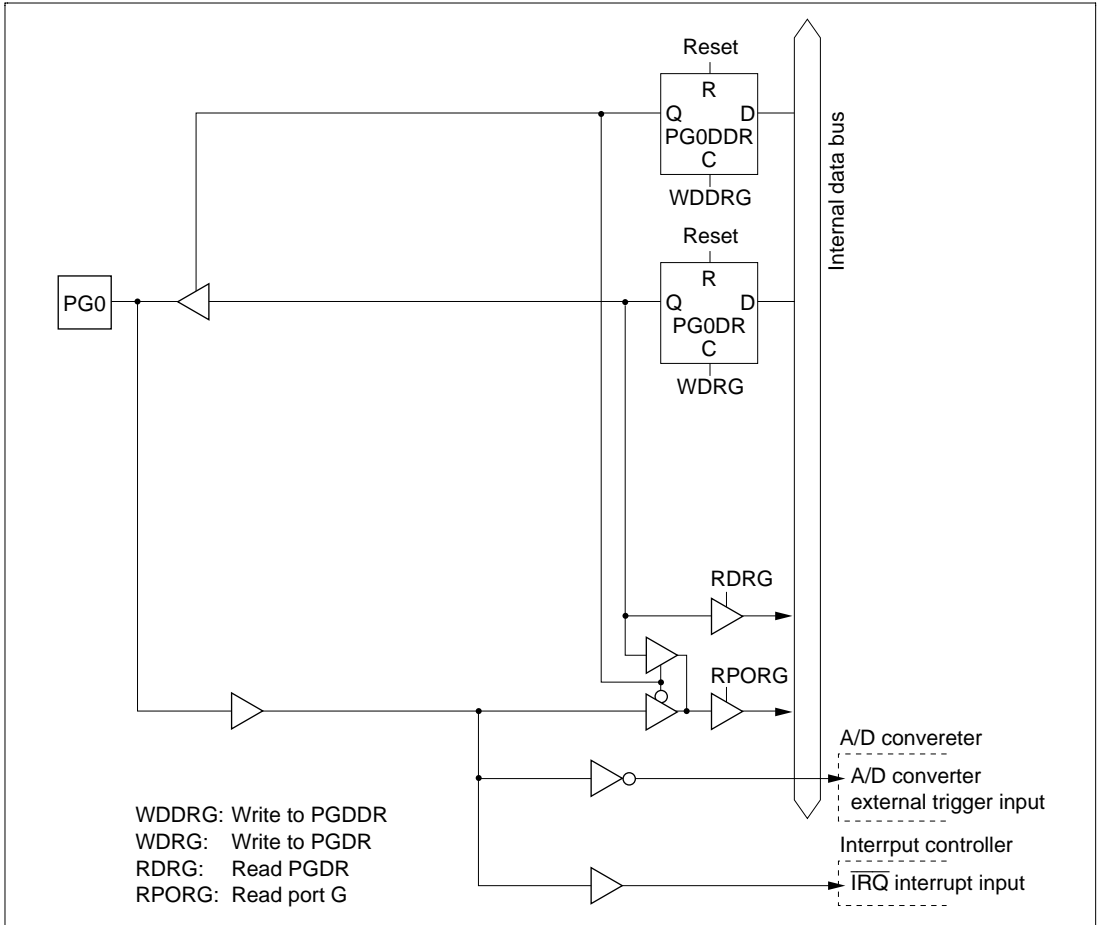 Reset
R
Q D
PG0DDR
C
WDDRG
Internal data bus
Reset
R
PG0
Q D
PG0DR
C
WDRG
RDRG
RPORG
A/D convereter
A/D converter
external trigger input
WDDRG: Write to PGDDR
WDRG: Write to PGDR
RDRG: Read PGDR
RPORG: Read port G
Interrput controller
IRQ interrupt input